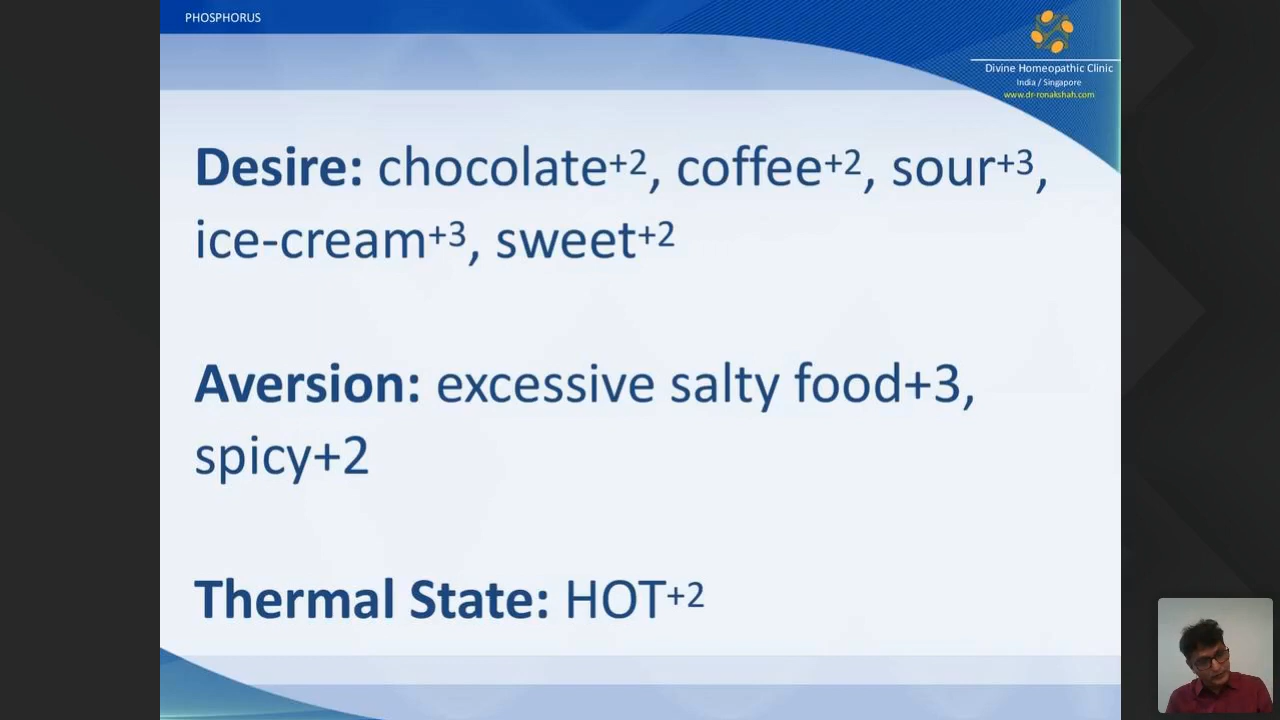 PHOSPHORUS
Divine Homeopathic Clinic
India / Singapore
www.dr-ronakshah.com
Desire: chocolate+2, coffee+2, sour+3,
ice-cream+3, sweet+2
Aversion: excessive salty food+3,
spicy+2
Thermal State: HOT+2